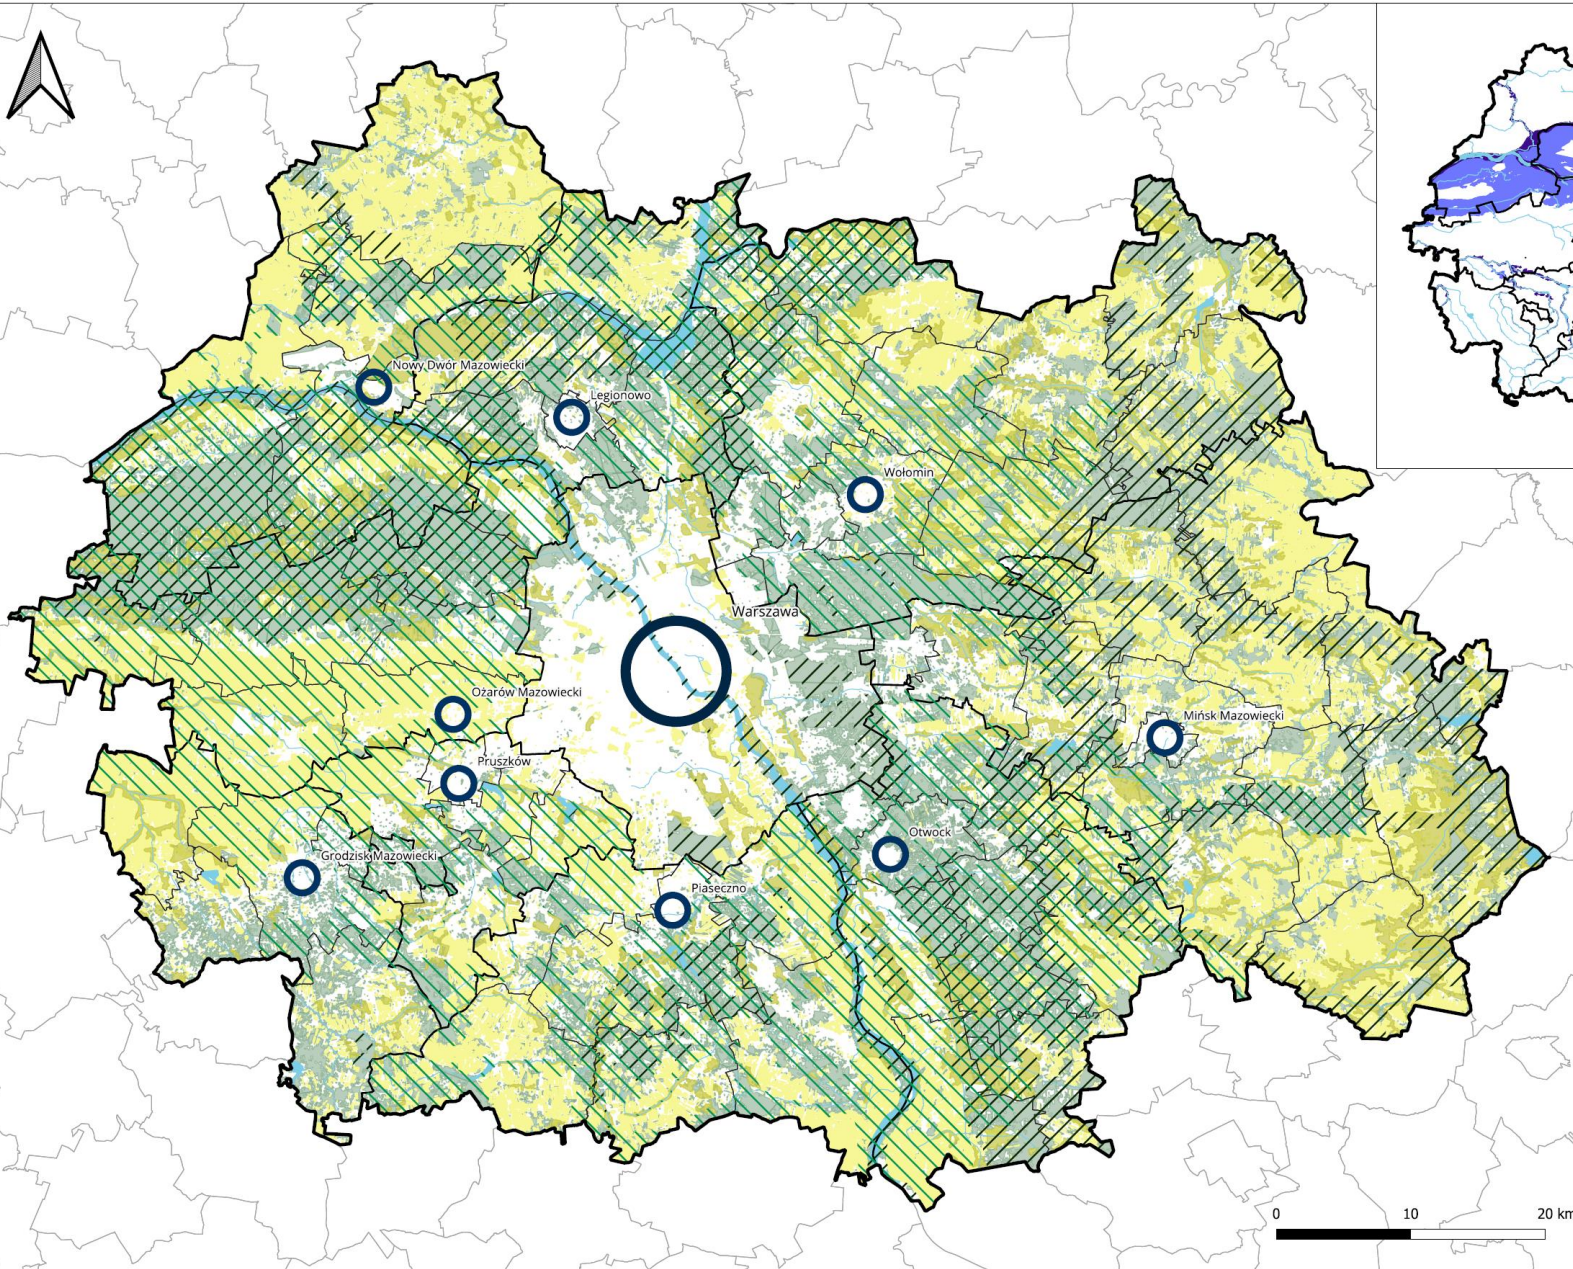 Nowy Dwór Mazowiecki
Legionowo
Wołomin
Warszawa
Ożarów Mazowiecki
Mińsk Mazowiecki
Pruszków
Otwock
Grodzisk Mazowiecki
Piaseczno
0 10 20 km